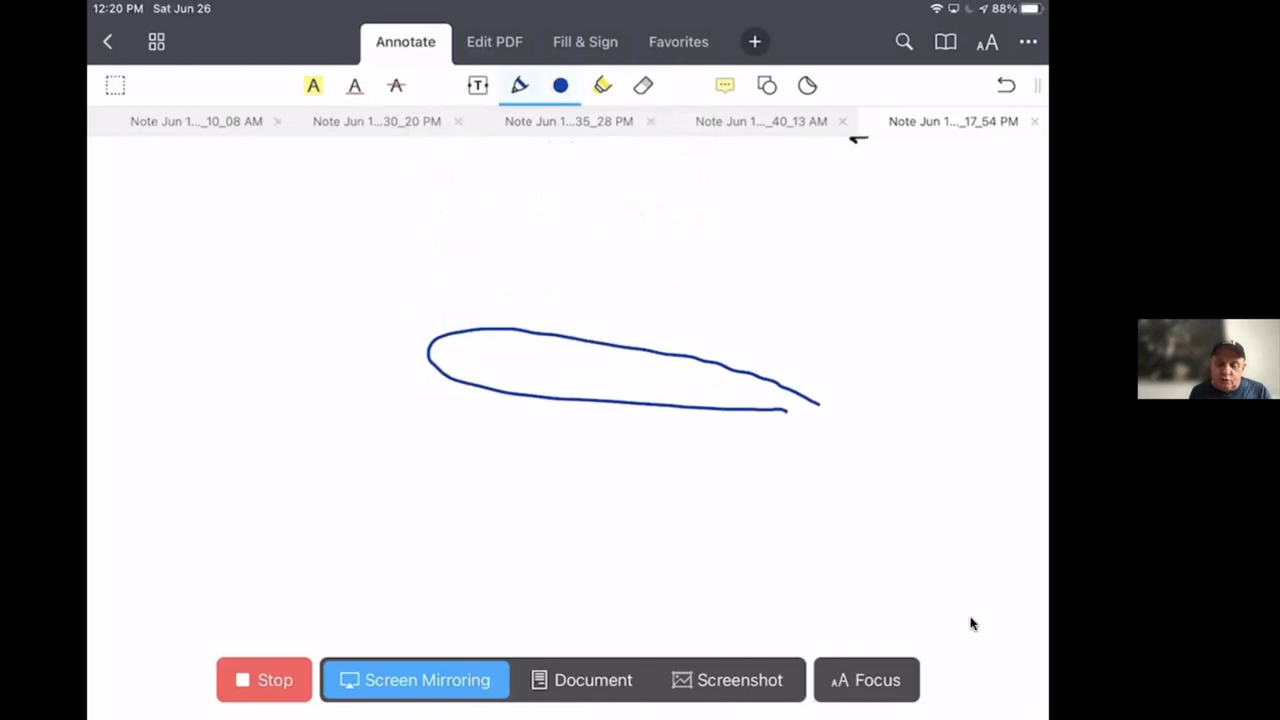 12:20 PM Sat Jun 26 88%
Annotate Edit PDF Fill & Sign Favorites
A A A T AA
Note Jun 1..._10_08 AM Note Jun 1...30_20 PM Note Jun 1...35_28 PM Note Jun 1..._40_13 AM Note Jun 1..._17_54 PM
Stop Screen Mirroring Document Screenshot AA Focus